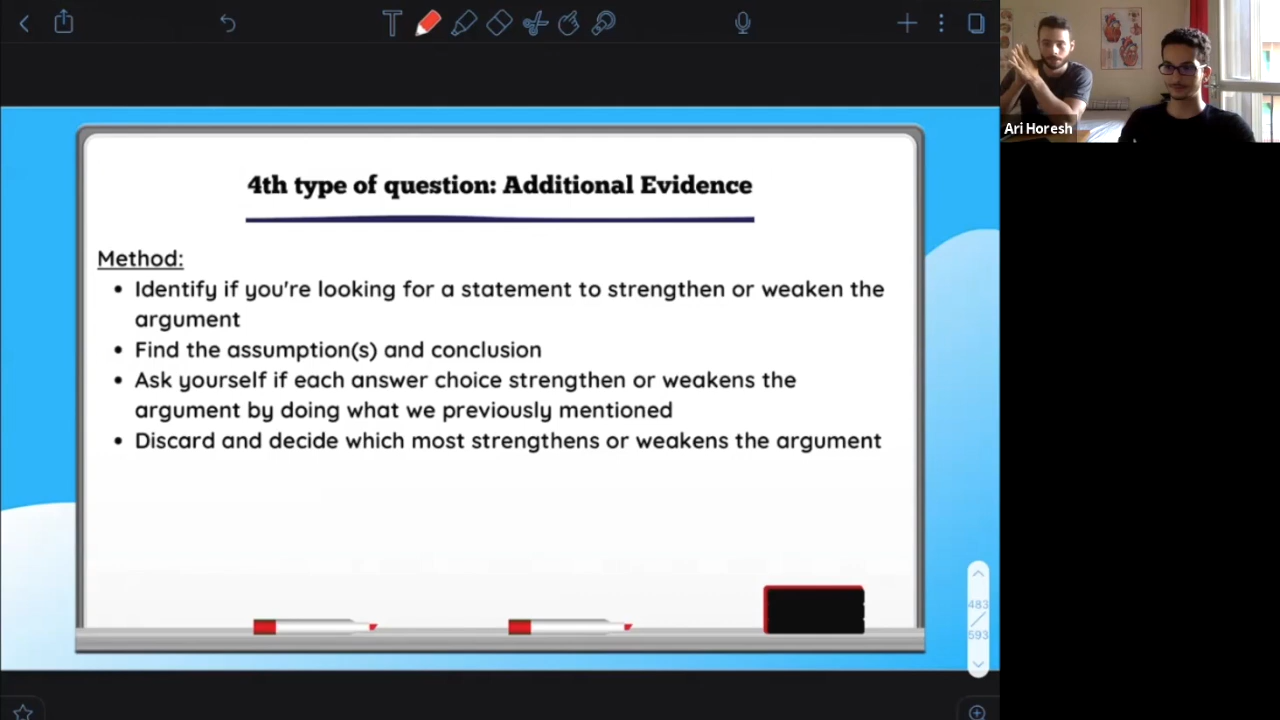 Ari Horesh
4th type of question: Additional Evidence
Method:
• Identify if you're looking for a statement to strengthen or weaken the
argument
• Find the assumption(s) and conclusion
• Ask yourself if each answer choice strengthen or weakens the
argument by doing what we previously mentioned
• Discard and decide which most strengthens or weakens the argument
483
593